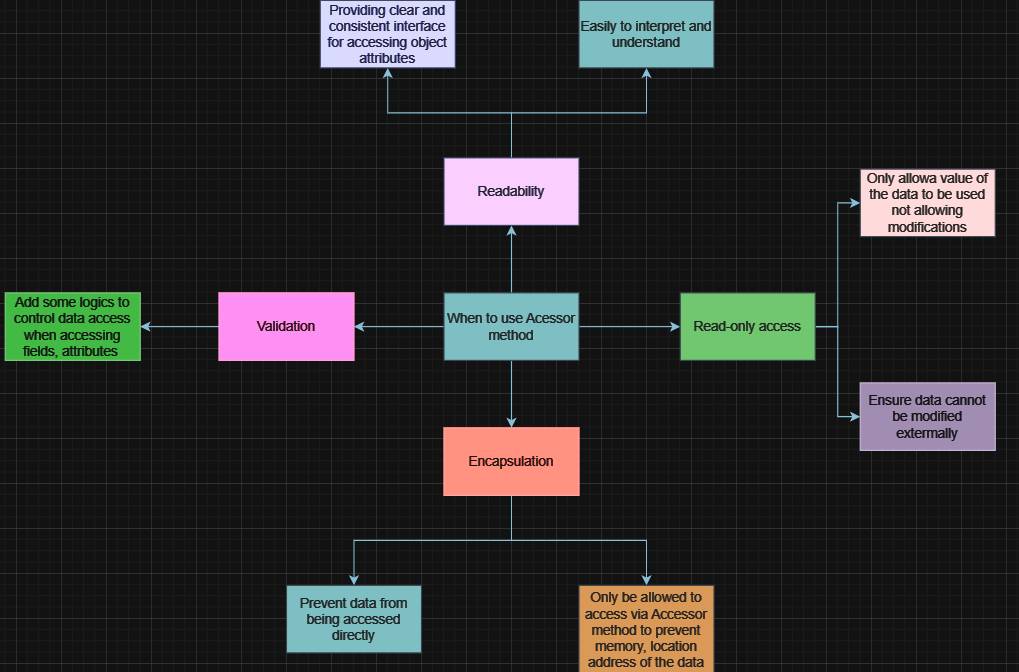 Providing clear and
consistent interface
for accessing object
attributes
Easily to interpret and
understand
Readability
Only allowa value of
the data to be used
not allowing
modifications
Add some logics to
control data access
when accessing
fields, attributes
Validation
When to use Acessor
method
Read-only access
Ensure data cannot
be modified
extermally
Encapsulation
Prevent data from
being accessed
directly
Only be allowed to
access via Accessor
method to prevent
memory, location
address of the data